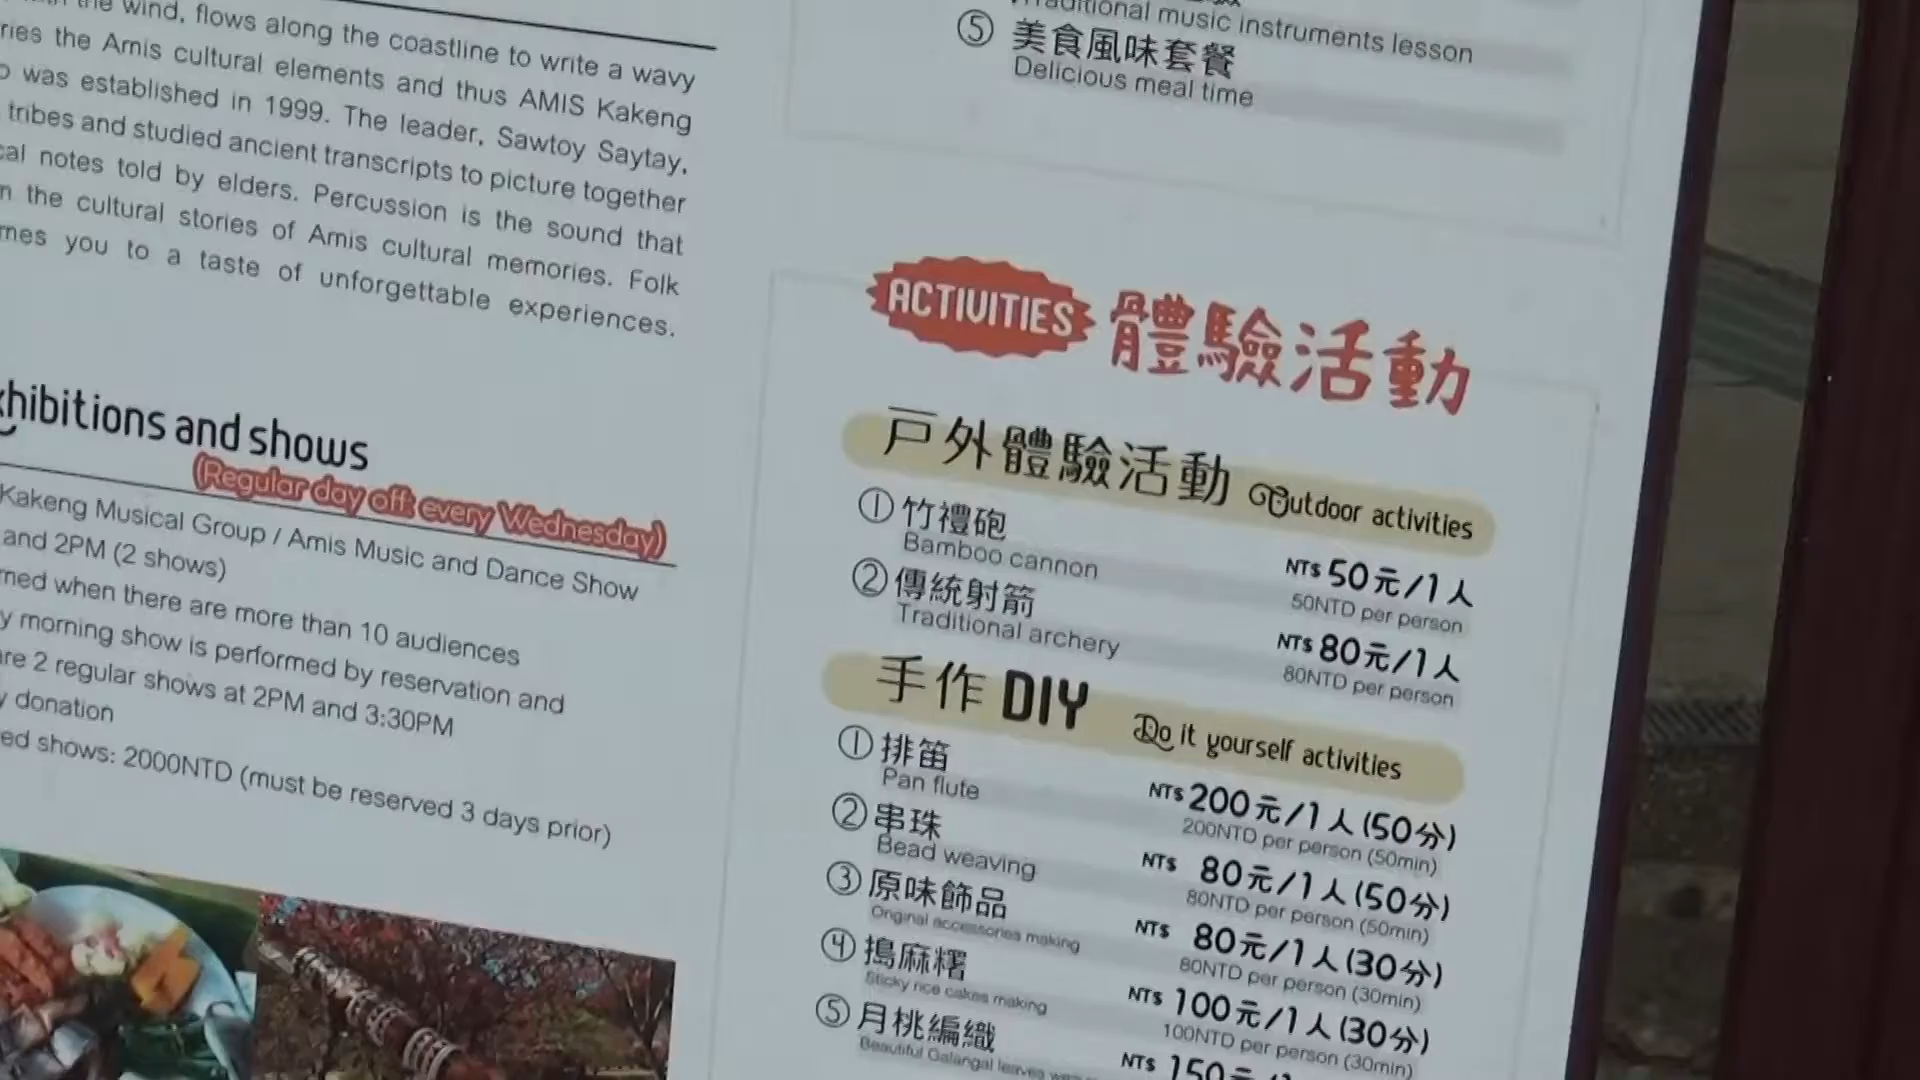 the wind, flows along the coastline to write a wavy
the Amis cultural elements and thus AMIS Kakeng
was established in 1999. The leader, Sawtoy Saytay,
tribes and studied ancient transcripts to picture together
notes told by elders. Percussion is the sound that
the cultural stories of Amis cultural memories. Folk
you to a taste of unforgettable experiences.
hibitions and shows
(Regular day off: every Wednesday)
Kakeng Musical Group / Amis Music and Dance Show
and 2PM (2 shows)
med when there are more than 10 audiences
morning show is performed by reservation and
re 2 regular shows at 2PM and 3:30PM
donation
ed shows: 2000NTD (must be reserved 3 days prior)
music instruments lesson
⑤ 美食風味套餐
Delicious meal time
ACTIVITIES 體驗活動
戶外體驗活動 Outdoor activities
① 竹禮砲 NT$ 50元/1人
Bamboo cannon 50NTD per person
② 傳統射箭 NT$ 80元/1人
Traditional archery 80NTD per person
手作 DIY Do it yourself activities
① 排笛 NT$ 200元/1人(50分)
Pan flute 200NTD per person (50min)
② 串珠 NT$ 80元/1人(50分)
Bead weaving 80NTD per person (50min)
③ 原味飾品 NT$ 80元/1人(30分)
Original accessories making 80NTD per person (30min)
④ 搗麻糬 NT$ 100元/1人(30分)
Sticky rice cakes making 100NTD per person (30min)
⑤ 月桃編織 NT$ 150元
Beautiful Galangal leaves